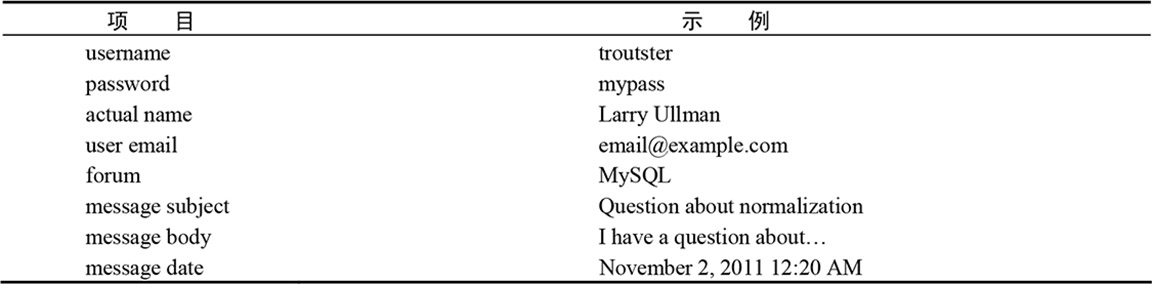 项 目 示 例
username troutster
password mypass
actual name Larry Ullman
user email email@example.com
forum MySQL
message subject Question about normalization
message body I have a question about…
message date November 2, 2011 12:20 AM